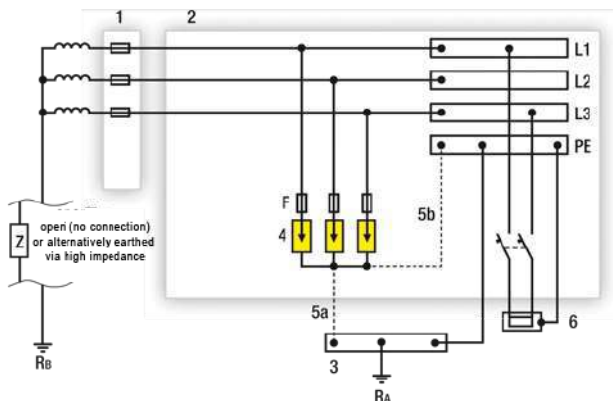 1
2
L1
L2
L3
PE
F
4
5b
open (no connection)
or alternatively earthed
via high impedance
Z
5a
6
3
RB
RA